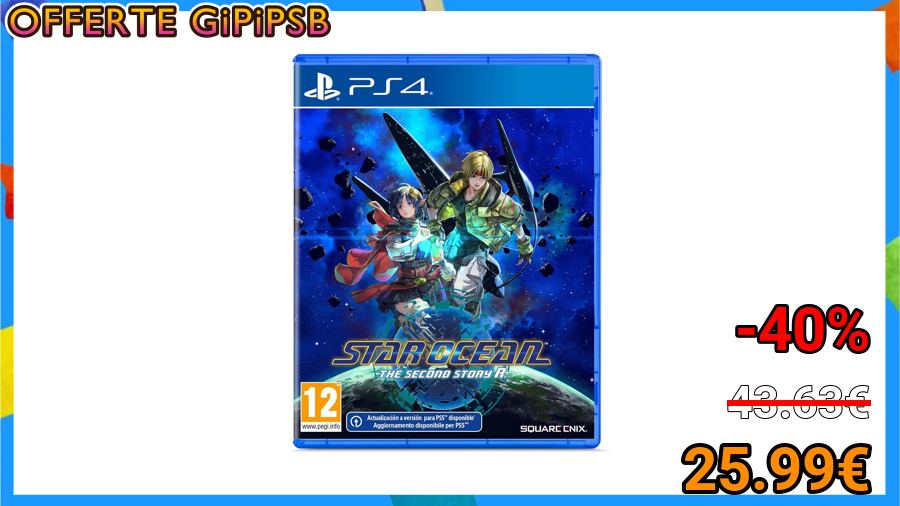 OFFERTE GiPiPSB
PS4
STAR OCEAN
THE SECOND STORY R
12
www.pegi.info
Actualización a versión para PS5™ disponible
Aggiornamento disponibile per PS5™
SQUARE ENIX
-40%
43.63€
25.99€